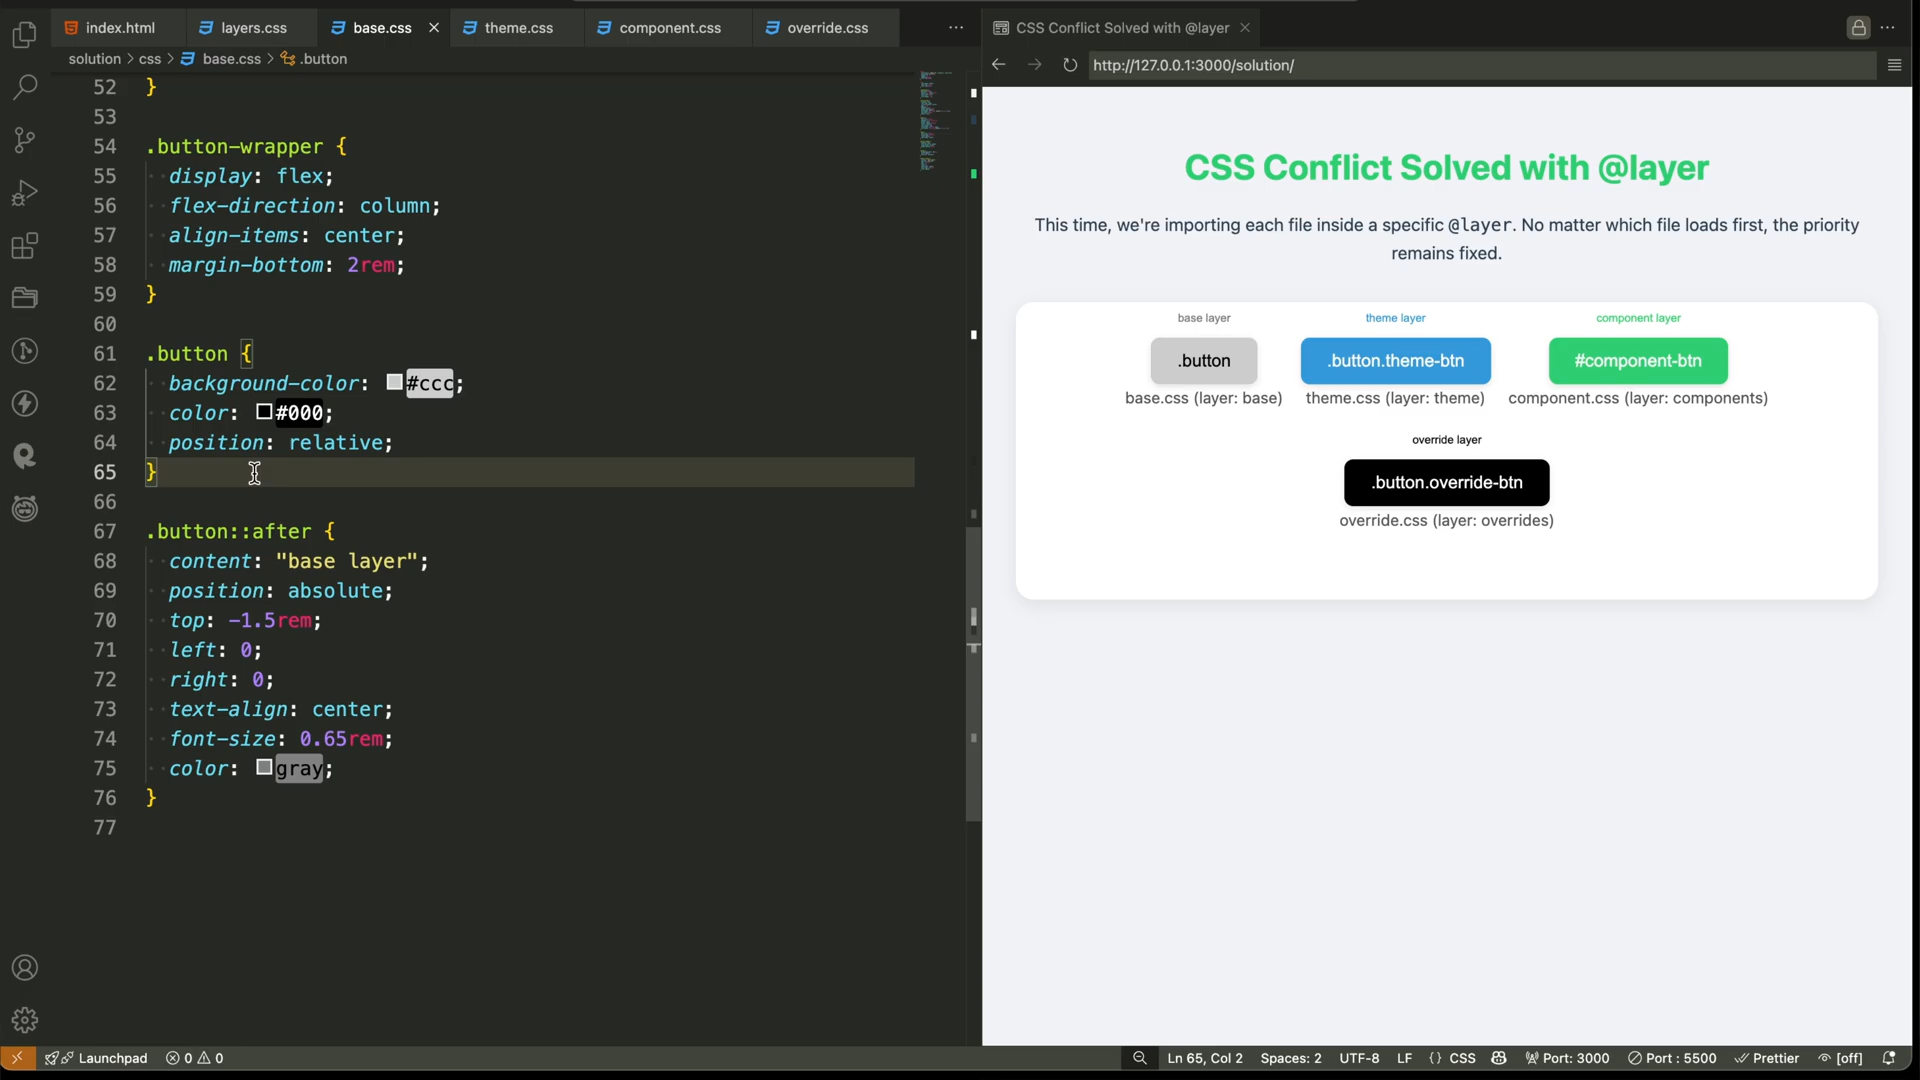 index.html
layers.css
base.css
theme.css
component.css
override.css
CSS Conflict Solved with @layer
solution > css > base.css > .button
http://127.0.0.1:3000/solution/
52 }
53
54 .button-wrapper {
55 display: flex;
56 flex-direction: column;
57 align-items: center;
58 margin-bottom: 2rem;
59 }
60
61 .button {
62 background-color: #ccc;
63 color: #000;
64 position: relative;
65 }
66
67 .button::after {
68 content: "base layer";
69 position: absolute;
70 top: -1.5rem;
71 left: 0;
72 right: 0;
73 text-align: center;
74 font-size: 0.65rem;
75 color: gray;
76 }
77
CSS Conflict Solved with @layer
This time, we're importing each file inside a specific @layer. No matter which file loads first, the priority
remains fixed.
base layer
theme layer
component layer
.button
.button.theme-btn
#component-btn
base.css (layer: base)
theme.css (layer: theme)
component.css (layer: components)
override layer
.button.override-btn
override.css (layer: overrides)
Launchpad
0
0
Ln 65, Col 2
Spaces: 2
UTF-8
LF
{} CSS
Port: 3000
Port : 5500
Prettier
[off]